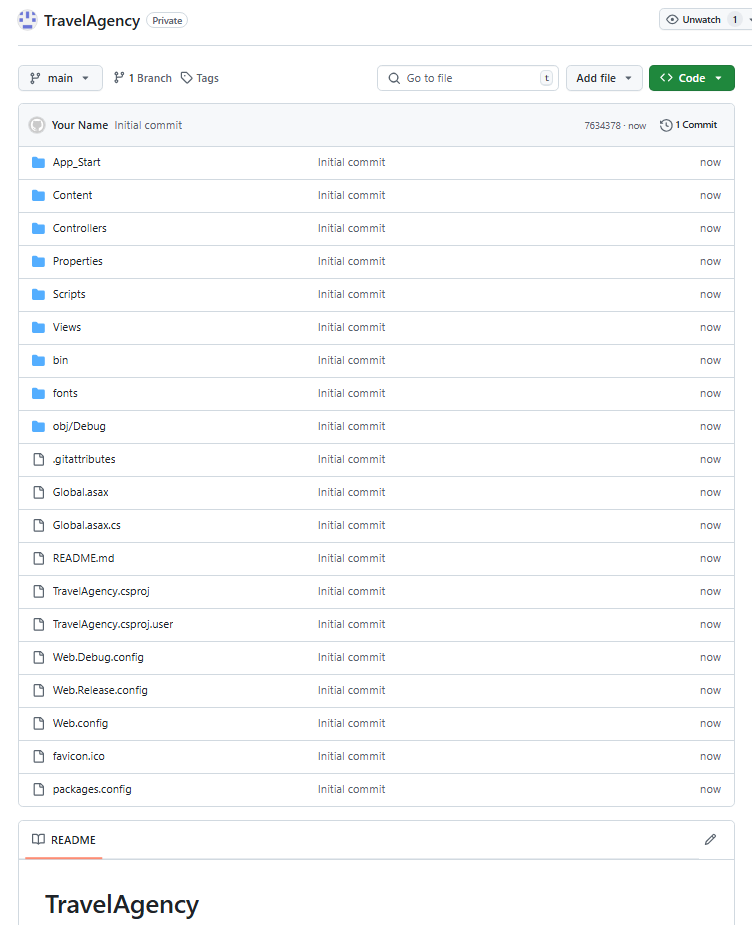 TravelAgency Private Unwatch 1
main 1 Branch Tags Go to file t Add file Code
Your Name Initial commit 7634378 · now 1 Commit
App_Start Initial commit now
Content Initial commit now
Controllers Initial commit now
Properties Initial commit now
Scripts Initial commit now
Views Initial commit now
bin Initial commit now
fonts Initial commit now
obj/Debug Initial commit now
.gitattributes Initial commit now
Global.asax Initial commit now
Global.asax.cs Initial commit now
README.md Initial commit now
TravelAgency.csproj Initial commit now
TravelAgency.csproj.user Initial commit now
Web.Debug.config Initial commit now
Web.Release.config Initial commit now
Web.config Initial commit now
favicon.ico Initial commit now
packages.config Initial commit now
README
TravelAgency